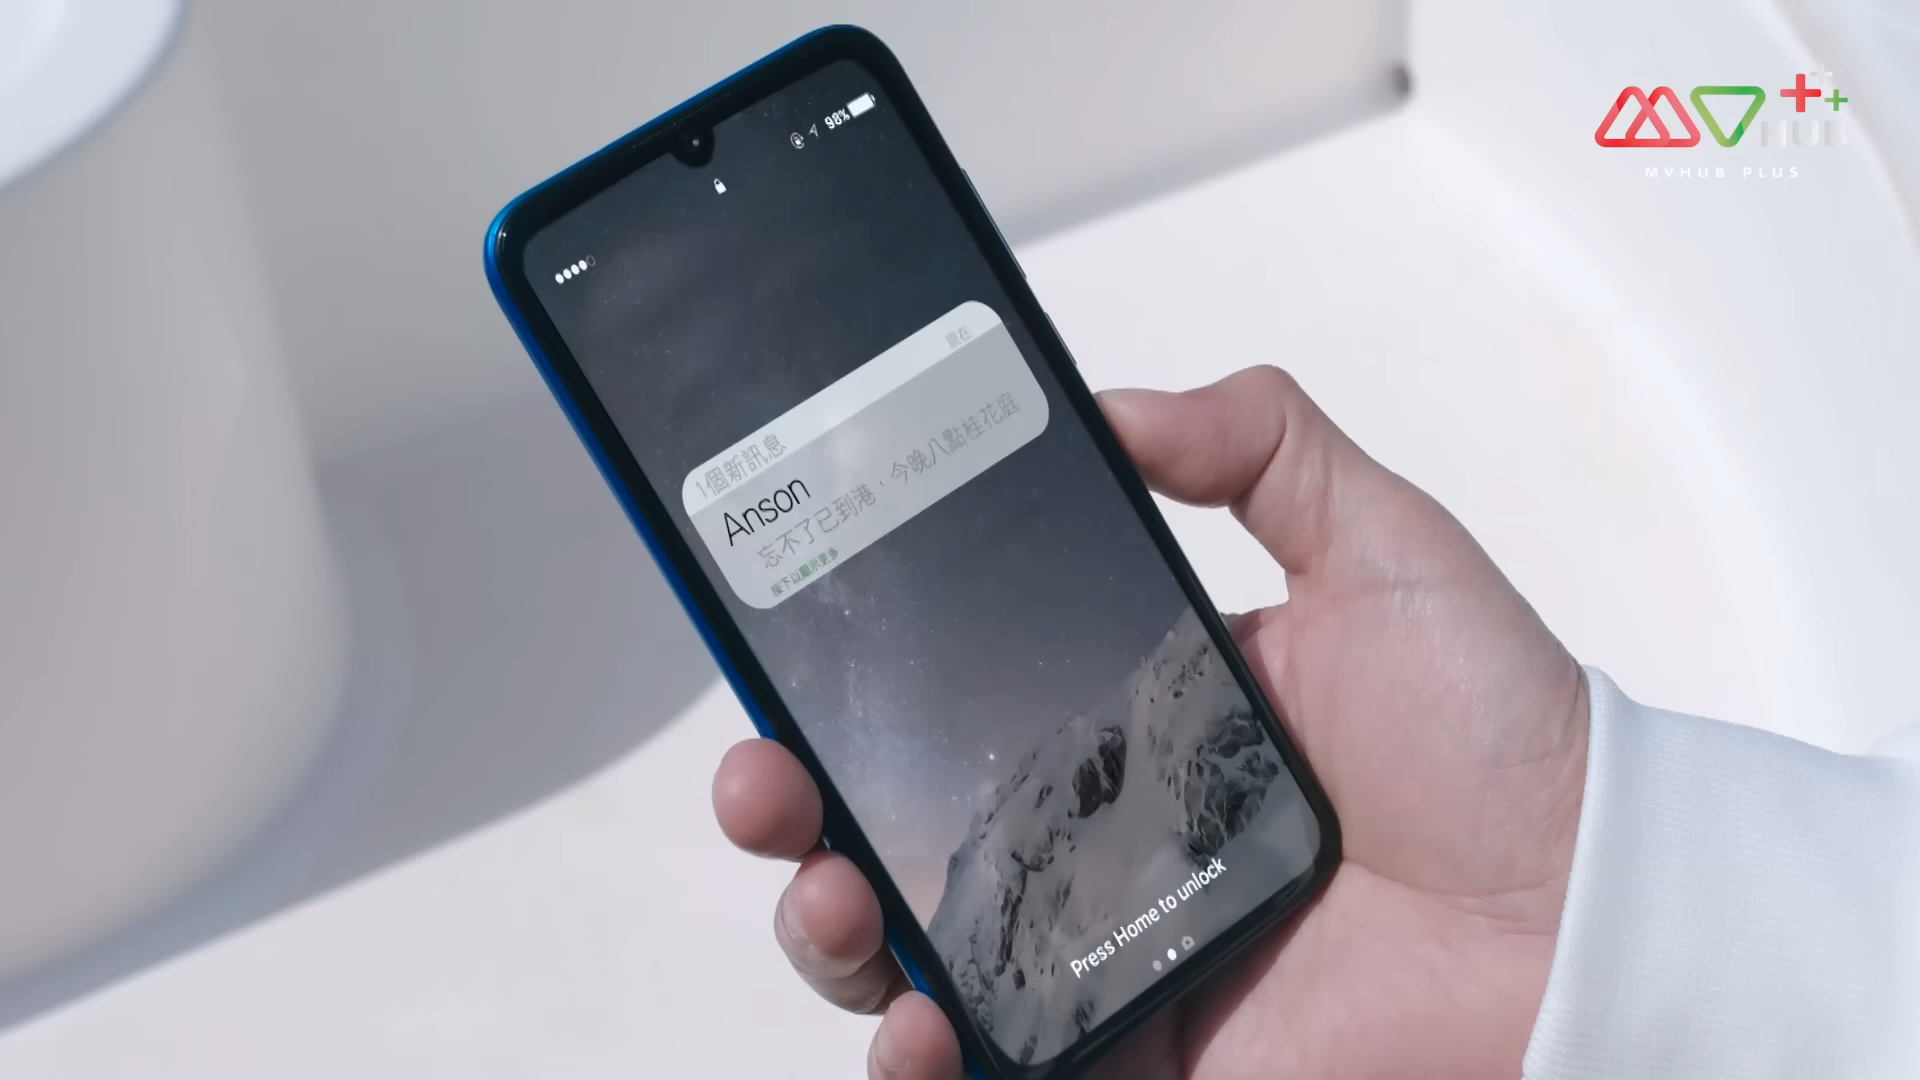 98%
現在
1個新訊息
Anson
忘不了已到港，今晚八點桂花庭
按下以顯示更多
Press Home to unlock
HUB
MVHUB PLUS